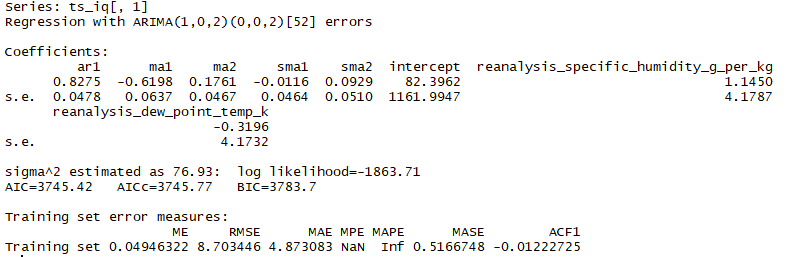 Series: ts_iq[, 1]
Regression with ARIMA(1,0,2)(0,0,2)[52] errors
Coefficients:
ar1 ma1 ma2 sma1 sma2 intercept reanalysis_specific_humidity_g_per_kg
0.8275 -0.6198 0.1761 -0.0116 0.0929 82.3962 1.1450
s.e. 0.0478 0.0637 0.0467 0.0464 0.0510 1161.9947 4.1787
reanalysis_dew_point_temp_k
-0.3196
s.e. 4.1732
sigma^2 estimated as 76.93: log likelihood=-1863.71
AIC=3745.42 AICc=3745.77 BIC=3783.7
Training set error measures:
ME RMSE MAE MPE MAPE MASE ACF1
Training set 0.04946322 8.703446 4.873083 NaN Inf 0.5166748 -0.01222725